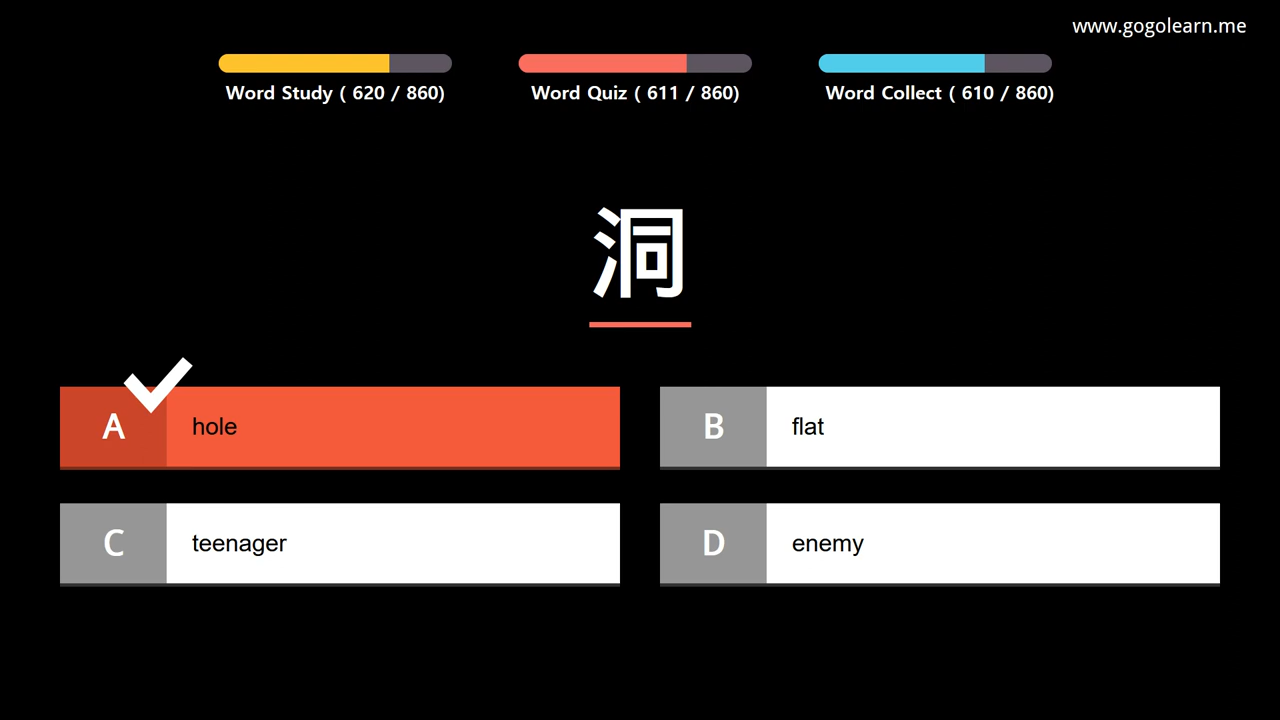 www.gogolearn.me
Word Study ( 620 / 860)
Word Quiz ( 611 / 860)
Word Collect ( 610 / 860)
洞
A hole
B flat
C teenager
D enemy